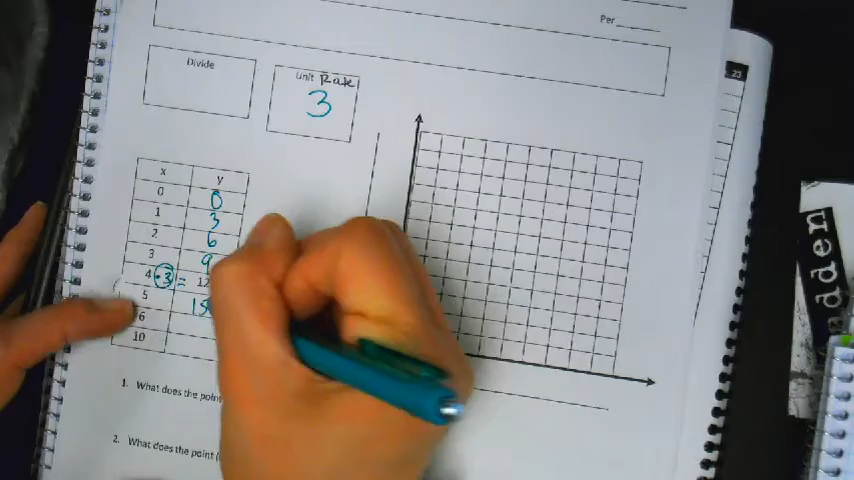 Per
Divide
Unit Rate
3
23
x y
0 0
1 3
2 6
3 9
4 · 3 = 12
5 15
6
10
1. What does the point
2. What does the point (
madden